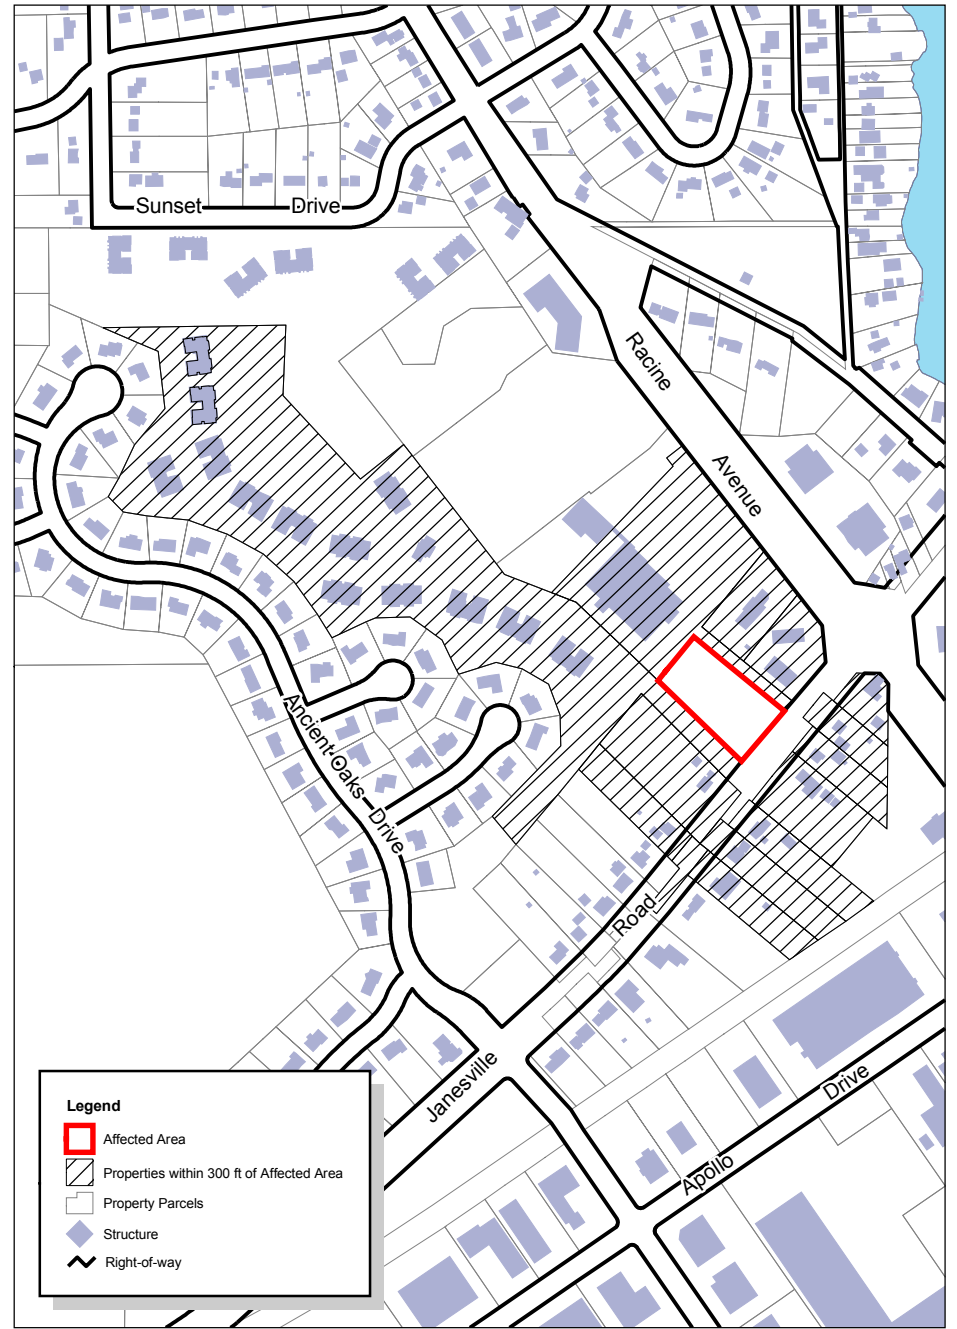 Sunset Drive
Racine
Avenue
Ancient Oaks Drive
Road
Janesville
Drive
Apollo
Legend
Affected Area
Properties within 300 ft of Affected Area
Property Parcels
Structure
Right-of-way